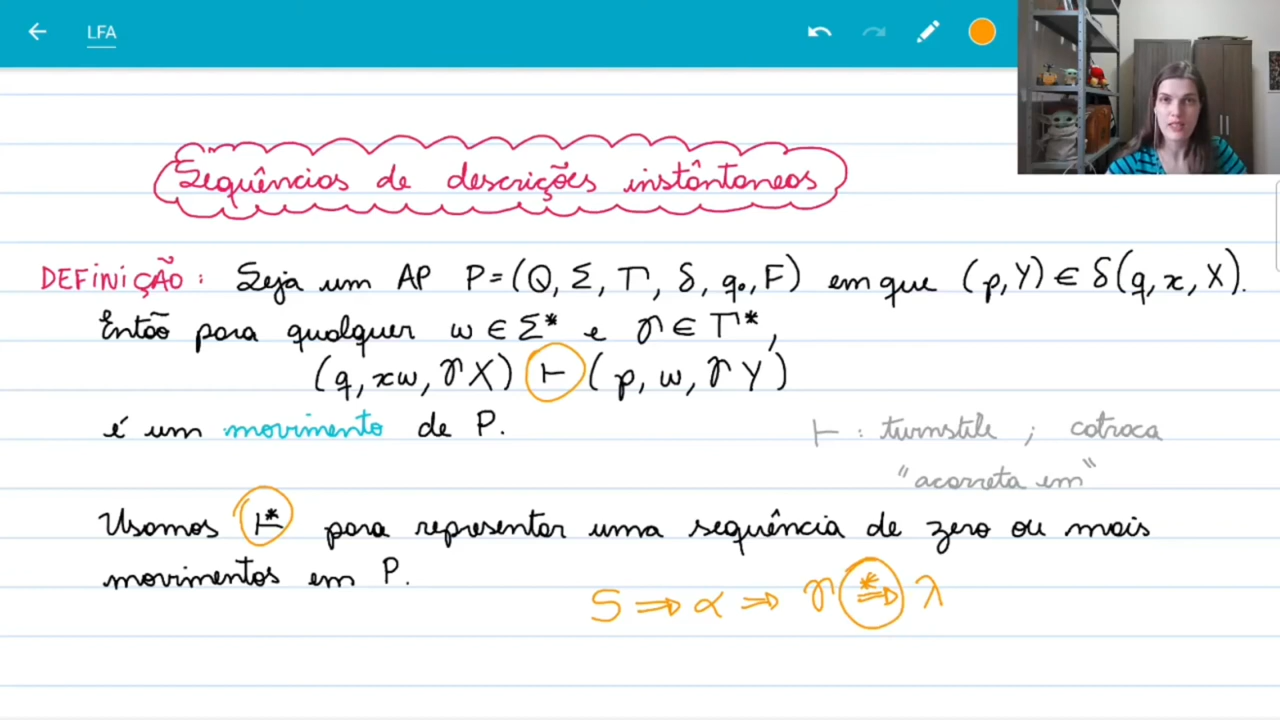 LFA
Sequências de descrições instântaneas
DEFINIÇÃO: Seja um AP P=(Q, Σ, Γ, δ, q₀, F) em que (p,Y) ∈ δ(q, x, X).
Então para qualquer w ∈ Σ* e γ ∈ Γ*,
(q, xw, γX) ⊢ (p, w, γY)
é um movimento de P.
⊢ : turnstile ; catraca
"acarreta em"
Usamos ⊢* para representar uma sequência de zero ou mais
movimentos em P.
S ⇒ α ⇒ γ *⇒ λ